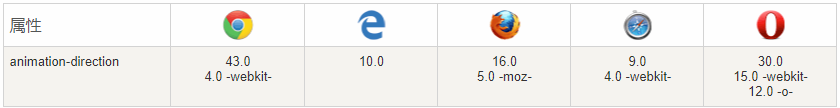 属性
animation-direction
43.0
4.0 -webkit-
10.0
16.0
5.0 -moz-
9.0
4.0 -webkit-
30.0
15.0 -webkit-
12.0 -o-